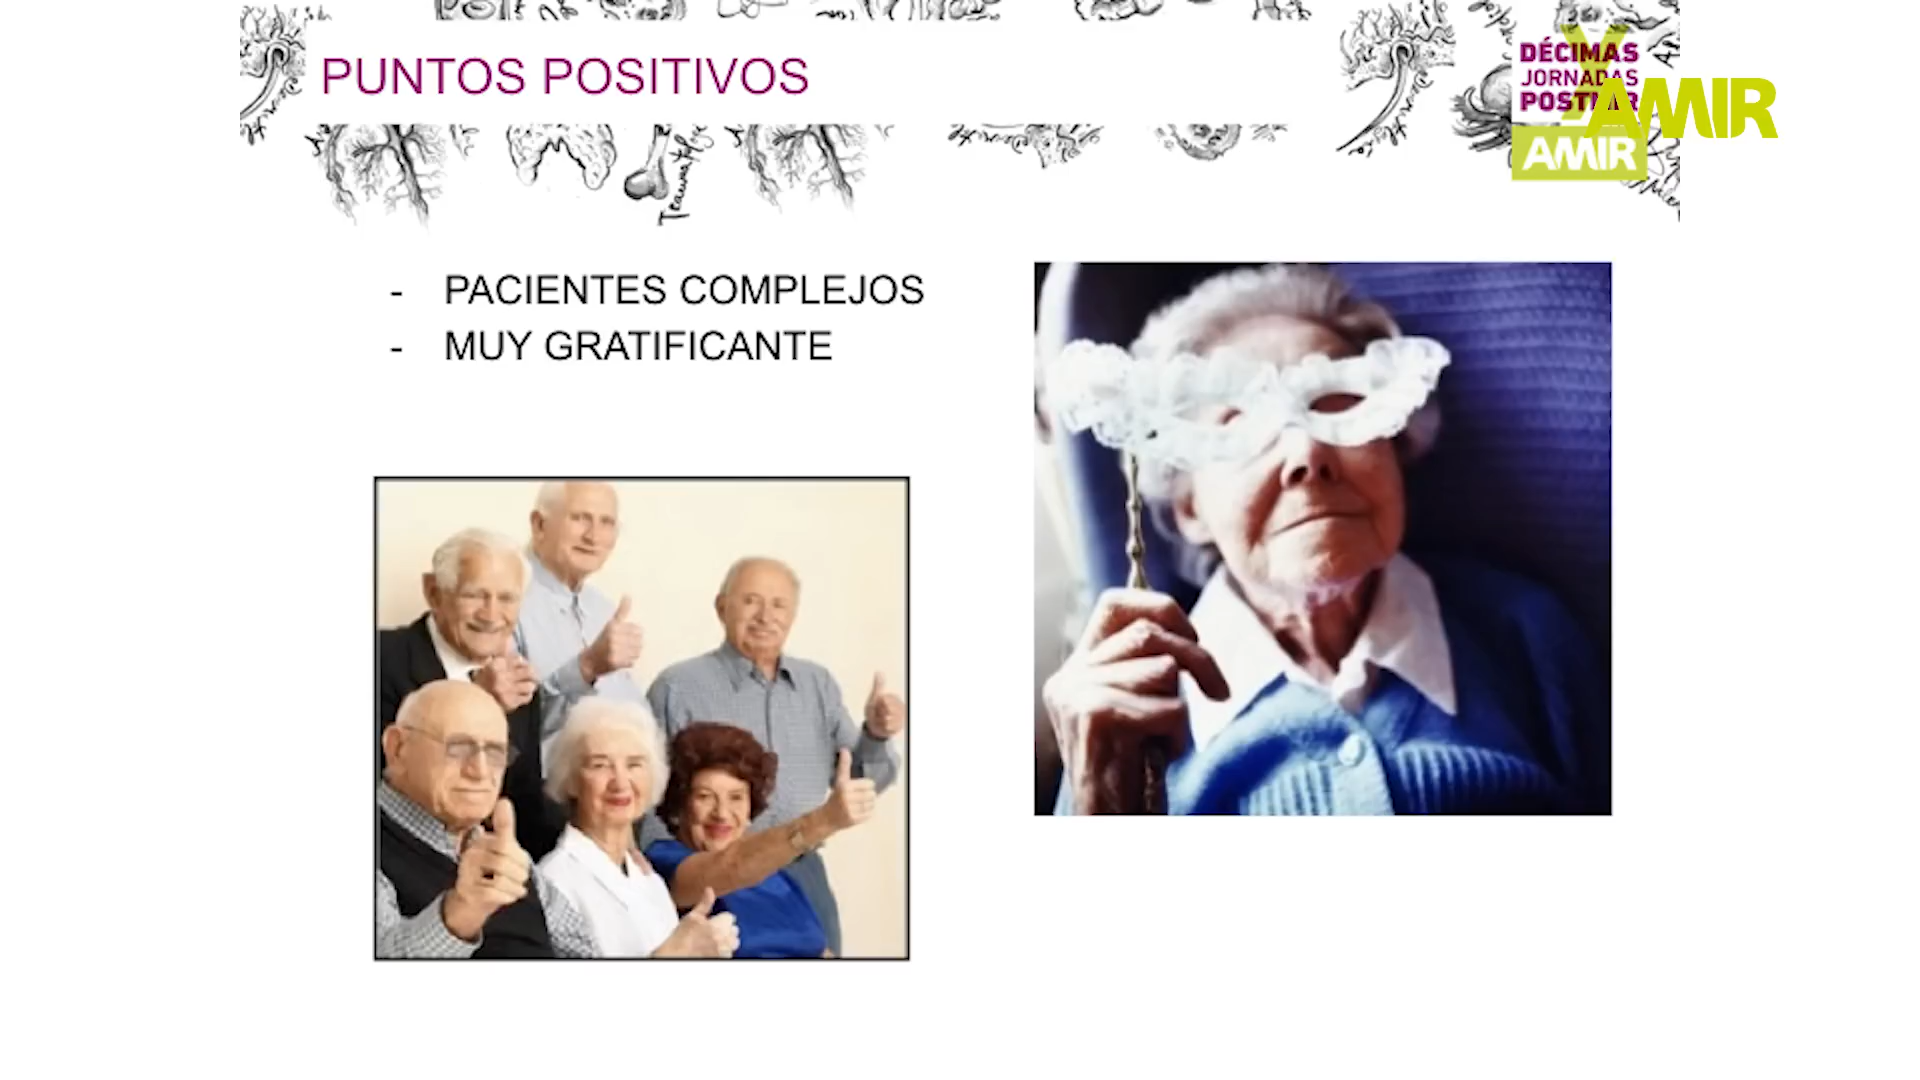 PUNTOS POSITIVOS
DÉCIMAS
JORNADAS
AMIR
AMIR
- PACIENTES COMPLEJOS
- MUY GRATIFICANTE